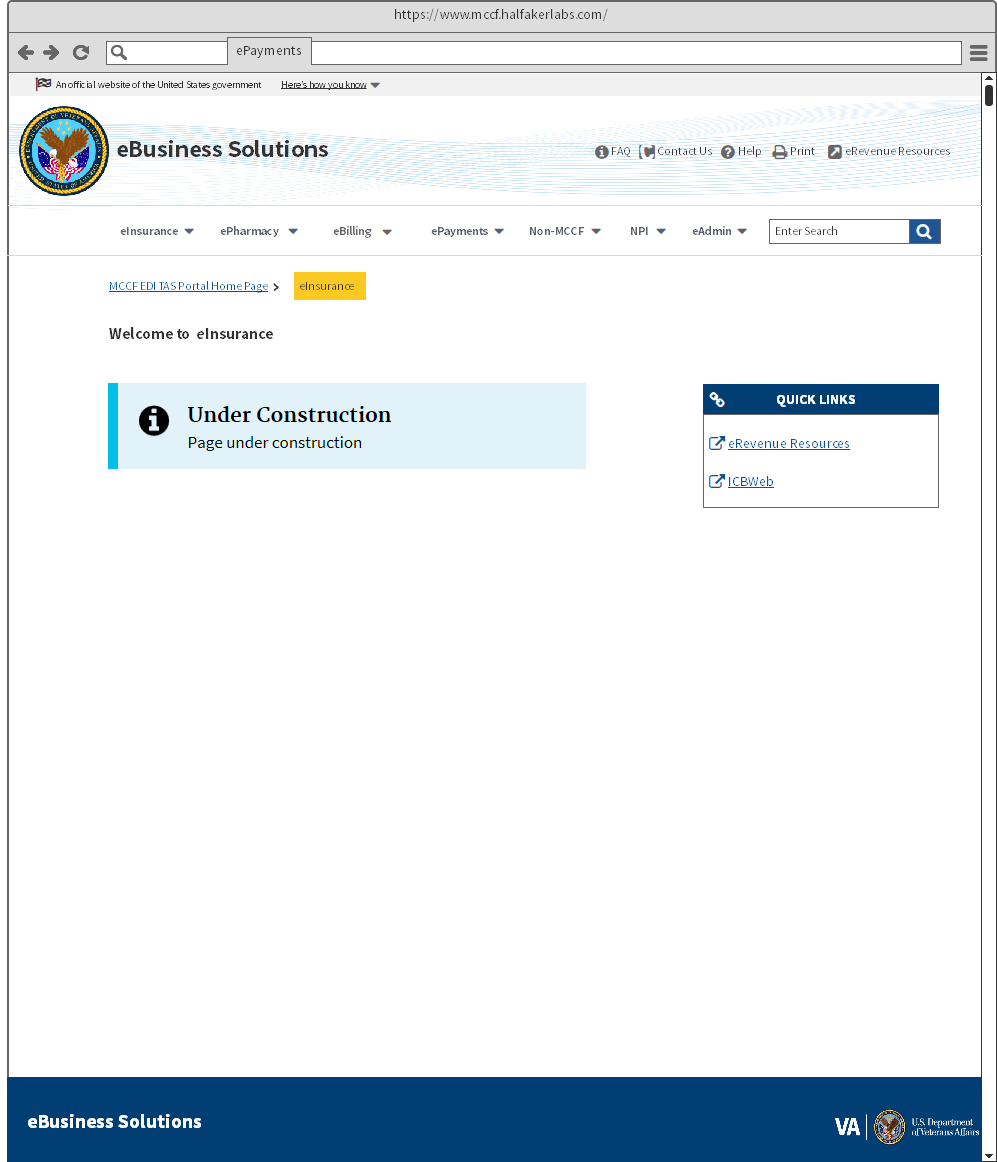 https://www.mccf.halfakerlabs.com/
ePayments
An official website of the United States government Here's how you know
eBusiness Solutions
FAQ Contact Us Help Print eRevenue Resources
eInsurance ePharmacy eBilling ePayments Non-MCCF NPI eAdmin Enter Search
MCCF EDI TAS Portal Home Page eInsurance
Welcome to eInsurance
Under Construction
Page under construction
QUICK LINKS
eRevenue Resources
ICBWeb
eBusiness Solutions
VA
U.S. Department
of Veterans Affairs